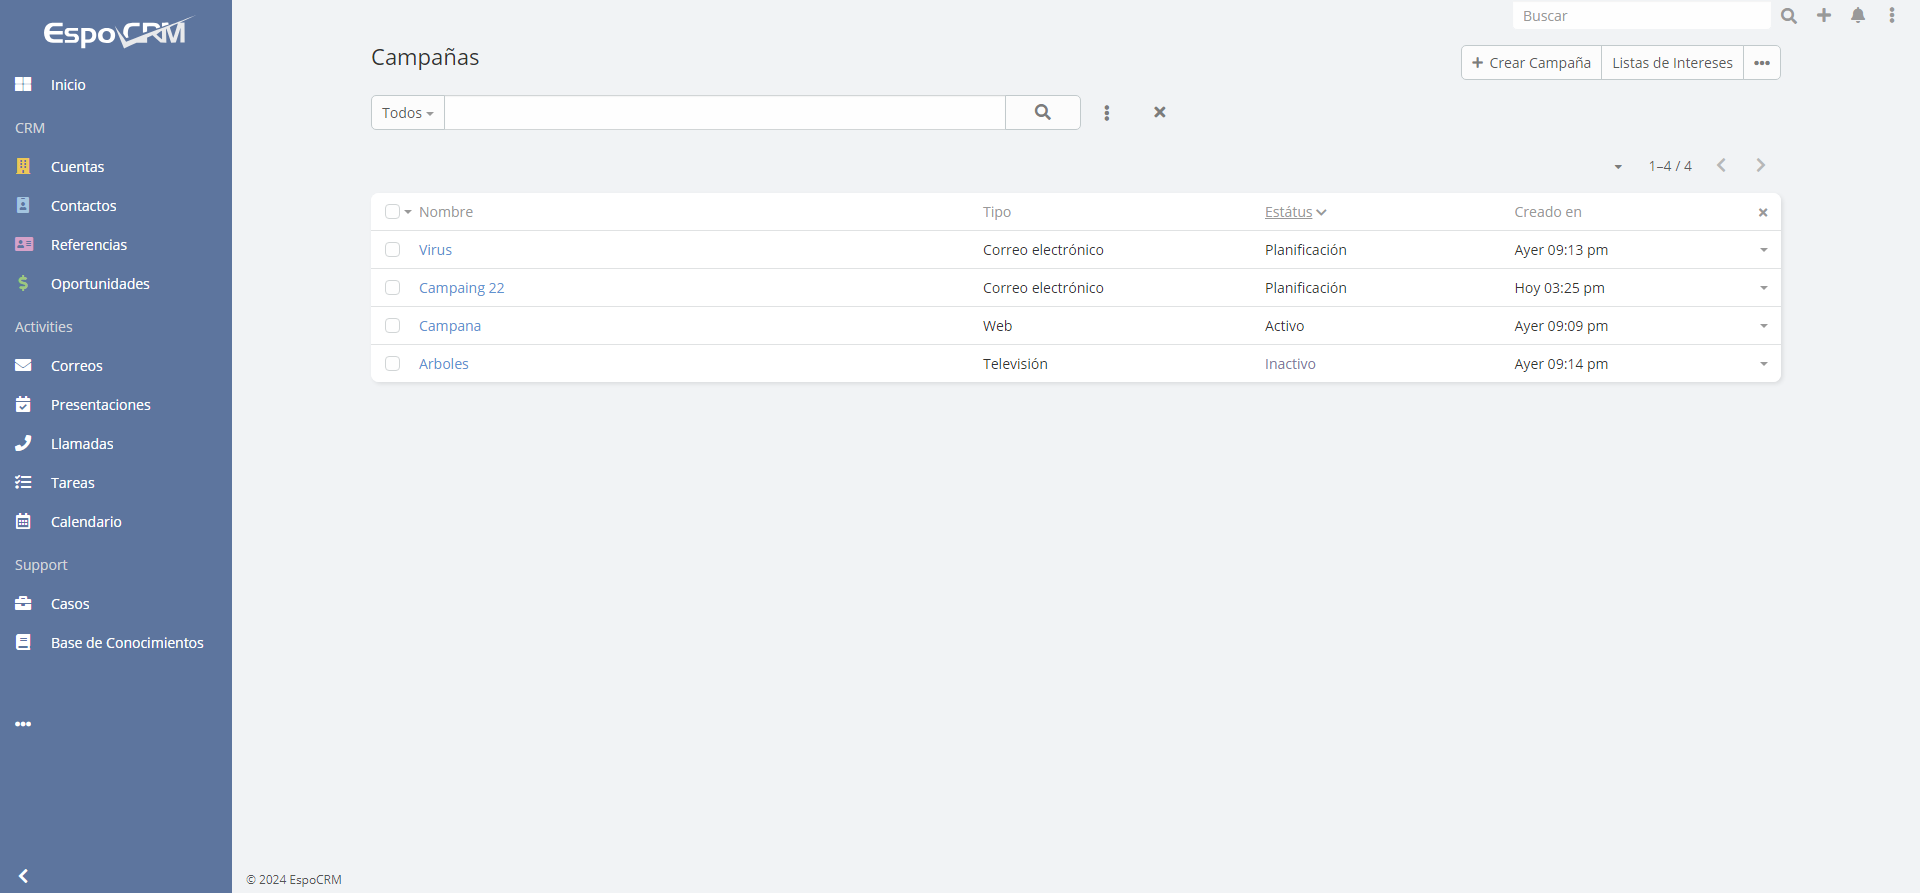 EspoCRM
Buscar
Inicio
CRM
Cuentas
Contactos
Referencias
Oportunidades
Activities
Correos
Presentaciones
Llamadas
Tareas
Calendario
Support
Casos
Base de Conocimientos
Campañas
Crear Campaña
Listas de Intereses
Todos
1–4 / 4
Nombre Tipo Estátus Creado en
Virus Correo electrónico Planificación Ayer 09:13 pm
Campaing 22 Correo electrónico Planificación Hoy 03:25 pm
Campana Web Activo Ayer 09:09 pm
Arboles Televisión Inactivo Ayer 09:14 pm
© 2024 EspoCRM